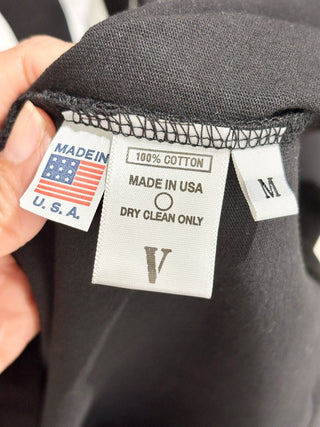 MADE IN
U.S.A.
100% COTTON
MADE IN USA
DRY CLEAN ONLY
V
M